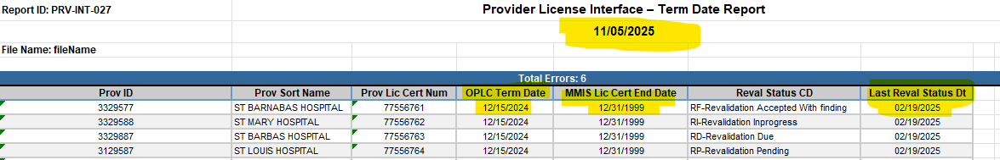 Report ID: PRV-INT-027 Provider License Interface – Term Date Report
11/05/2025
File Name: fileName
Total Errors: 6
Prov ID Prov Sort Name Prov Lic Cert Num OPLC Term Date MMIS Lic Cert End Date Reval Status CD Last Reval Status Dt
3329577 ST BARNABAS HOSPITAL 77556761 12/15/2024 12/31/1999 RF-Revalidation Accepted With finding 02/19/2025
3329588 ST MARY HOSPITAL 77556762 12/15/2024 12/31/1999 RI-Revalidation Inprogress 02/19/2025
3329887 ST BARBAS HOSPITAL 77556763 12/15/2024 12/31/1999 RD-Revalidation Due 02/19/2025
3129587 ST LOUIS HOSPITAL 77556764 12/15/2024 12/31/1999 RP-Revalidation Pending 02/19/2025